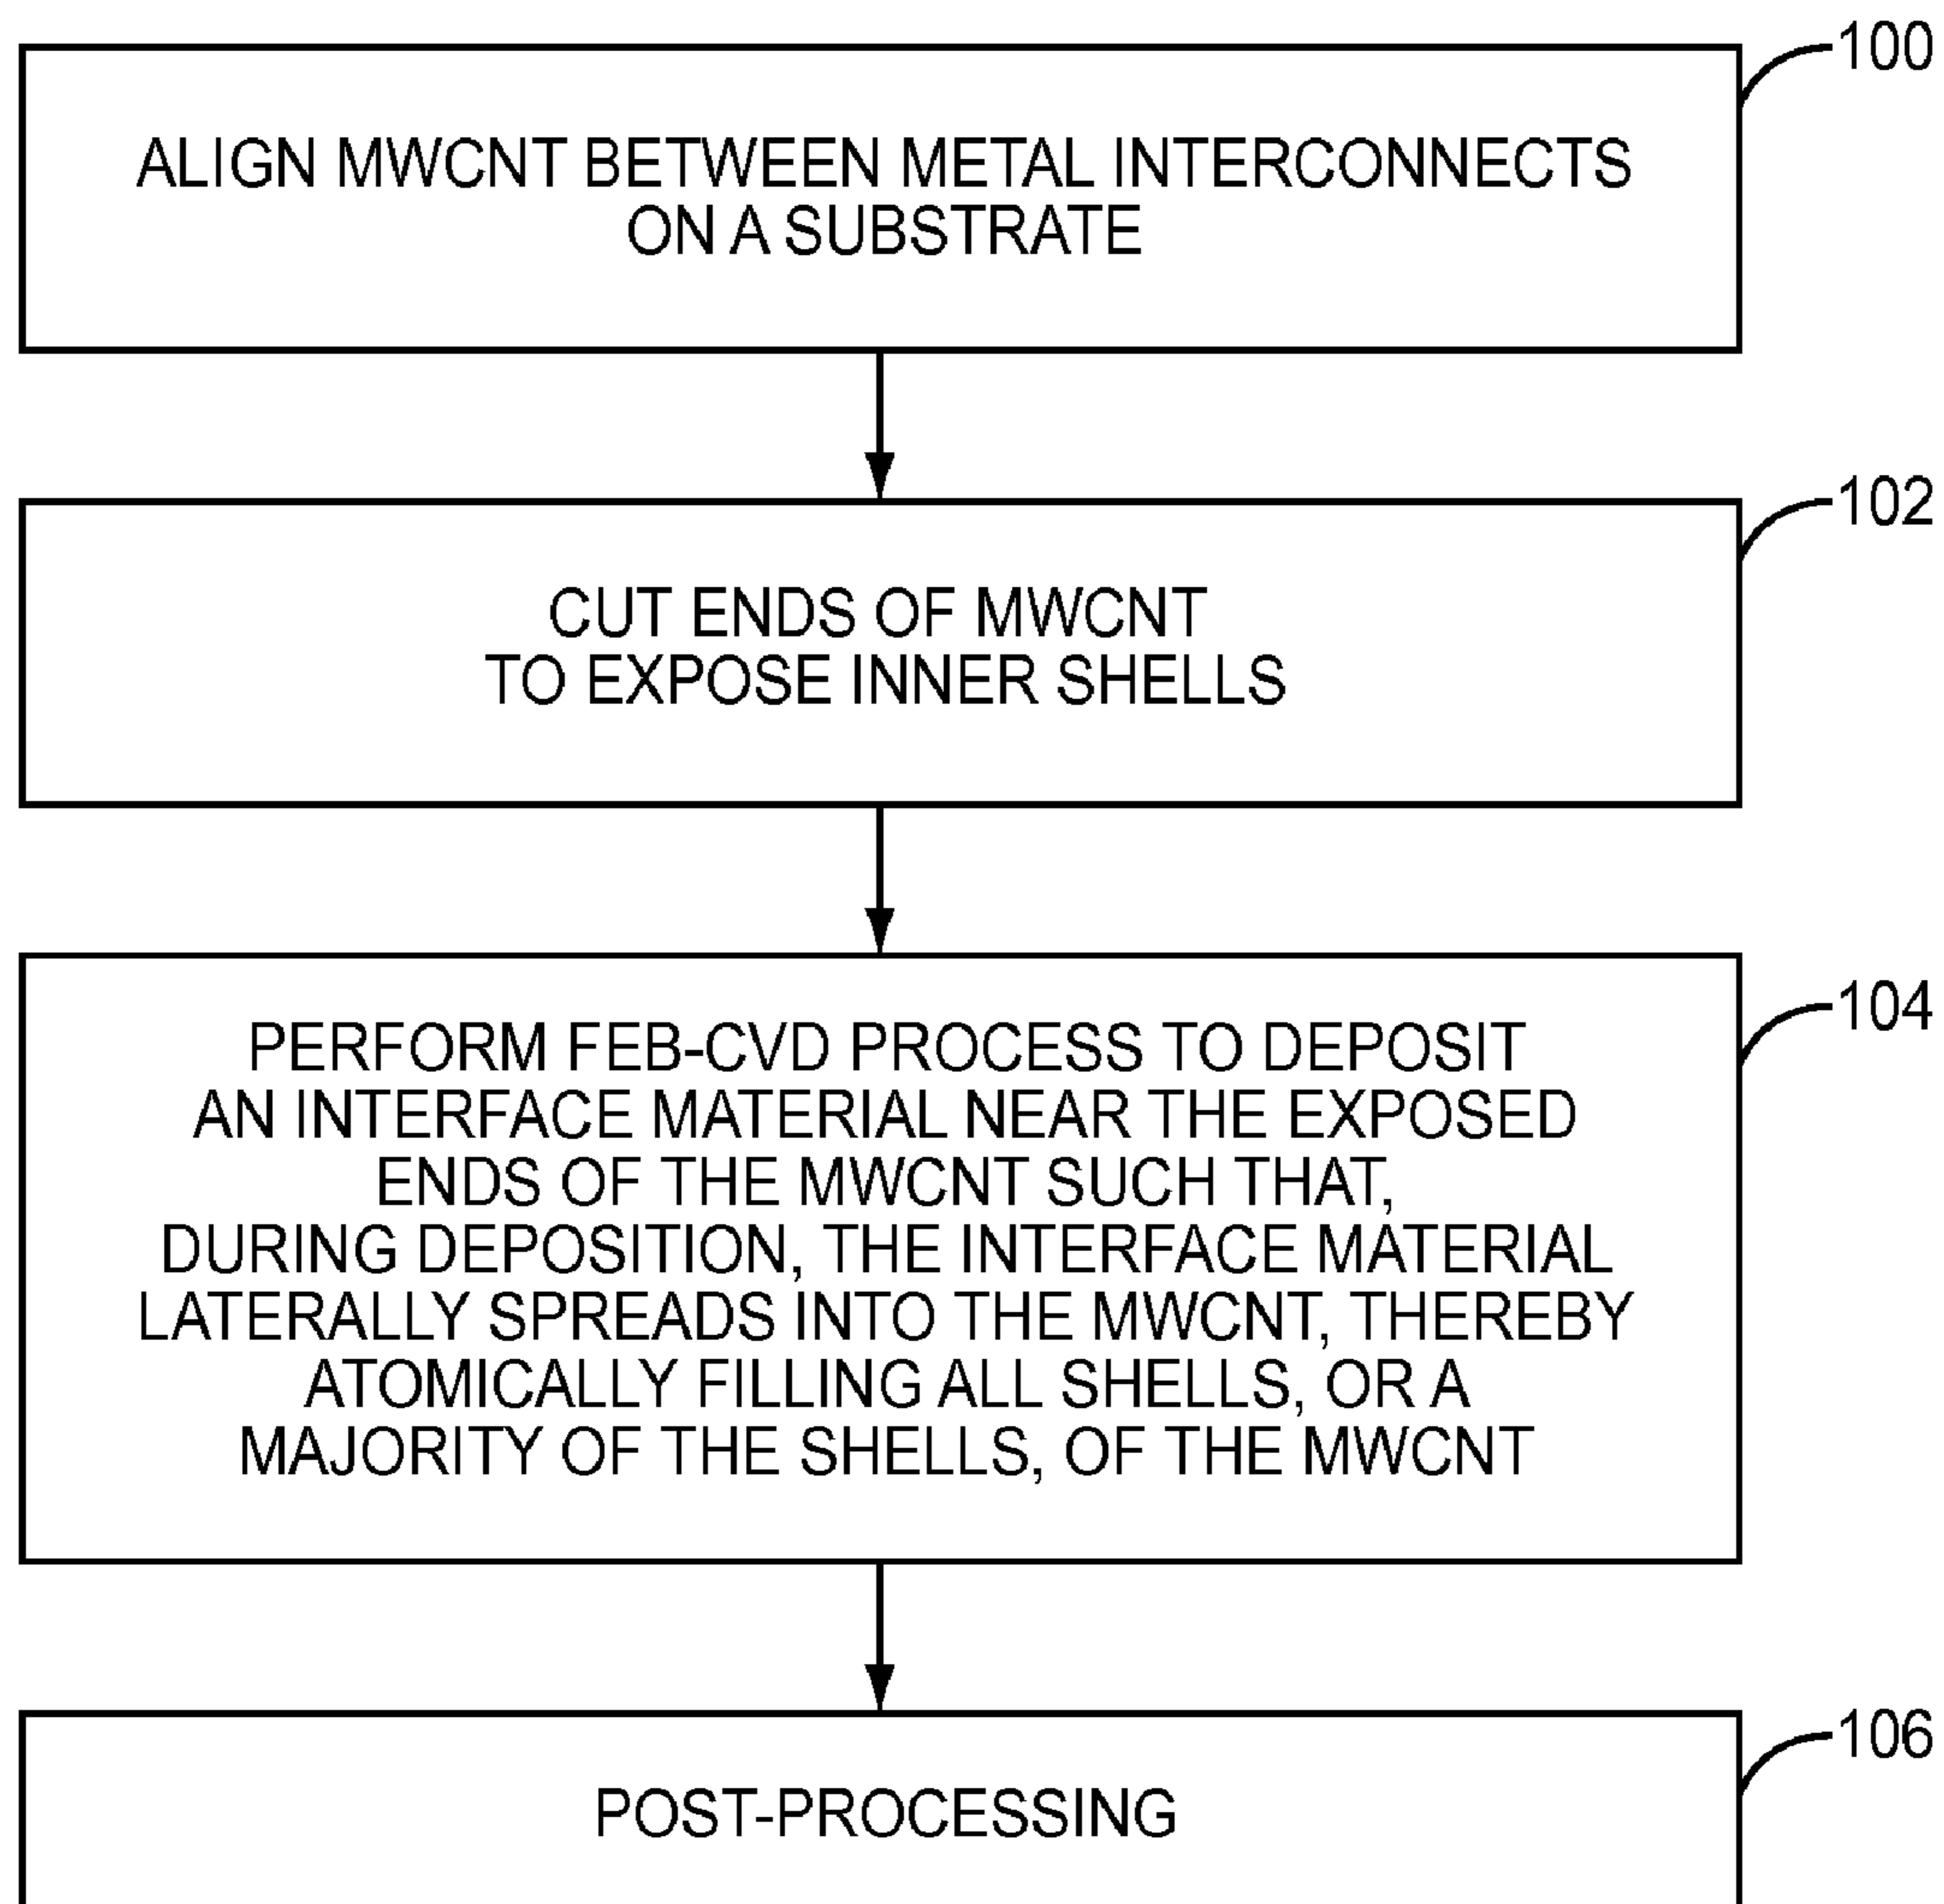 100
ALIGN MWCNT BETWEEN METAL INTERCONNECTS
ON A SUBSTRATE
102
CUT ENDS OF MWCNT
TO EXPOSE INNER SHELLS
104
PERFORM FEB-CVD PROCESS TO DEPOSIT
AN INTERFACE MATERIAL NEAR THE EXPOSED
ENDS OF THE MWCNT SUCH THAT,
DURING DEPOSITION, THE INTERFACE MATERIAL
LATERALLY SPREADS INTO THE MWCNT, THEREBY
ATOMICALLY FILLING ALL SHELLS, OR A
MAJORITY OF THE SHELLS, OF THE MWCNT
106
POST-PROCESSING